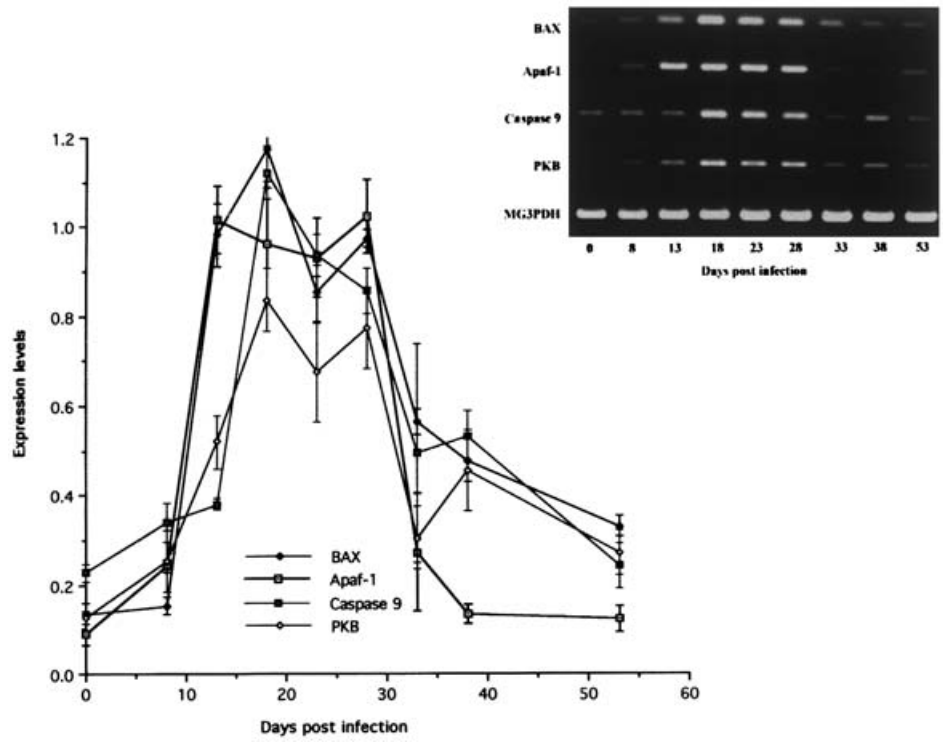 BAX
Apaf-1
Caspase 9
PKB
MG3PDH
0 8 13 18 23 28 33 38 53
Days post infection
1.2
1.0
0.8
0.6
0.4
0.2
0.0
Expression levels
BAX
Apaf-1
Caspase 9
PKB
0 10 20 30 40 50 60
Days post infection